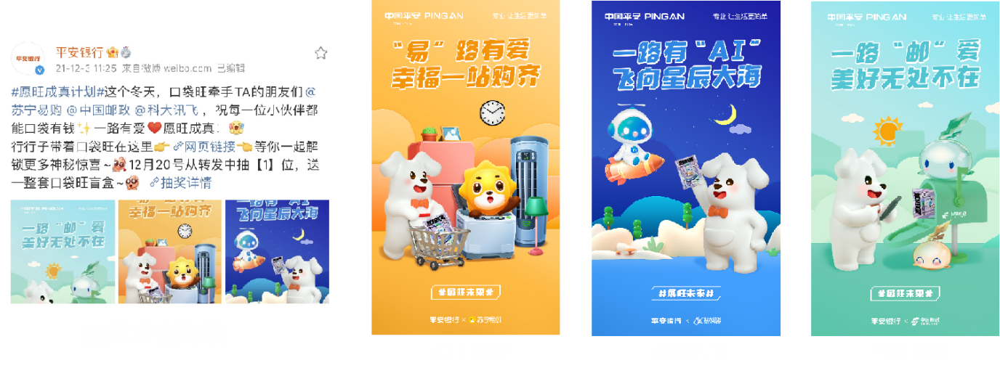 平安银行
21-12-3 11:25 来自微博 weibo.com 已编辑
#愿旺成真计划#这个冬天，口袋旺牵手TA的朋友们@
苏宁易购 @中国邮政 @科大讯飞，祝每一位小伙伴都
能口袋有钱✨一路有爱❤️愿旺成真！
行行子带着口袋旺在这里👉网页链接👈等你一起解
锁更多神秘惊喜~12月20号从转发中抽【1】位，送
一整套口袋旺盲盒~ 抽奖详情
一路“邮”爱
美好无处不在
幸福一站购齐
一路有“AI”
飞向星辰大海
中国平安 PINGAN
专业 让生活更简单
“易”路有爱
幸福一站购齐
#愿旺未来#
平安银行 × 苏宁易购
中国平安 PINGAN
专业 让生活更简单
一路有“AI”
飞向星辰大海
#愿旺未来#
平安银行 ×
中国平安 PINGAN
专业 让生活更简单
一路“邮”爱
美好无处不在
#愿旺未来#
平安银行 × 中国邮政